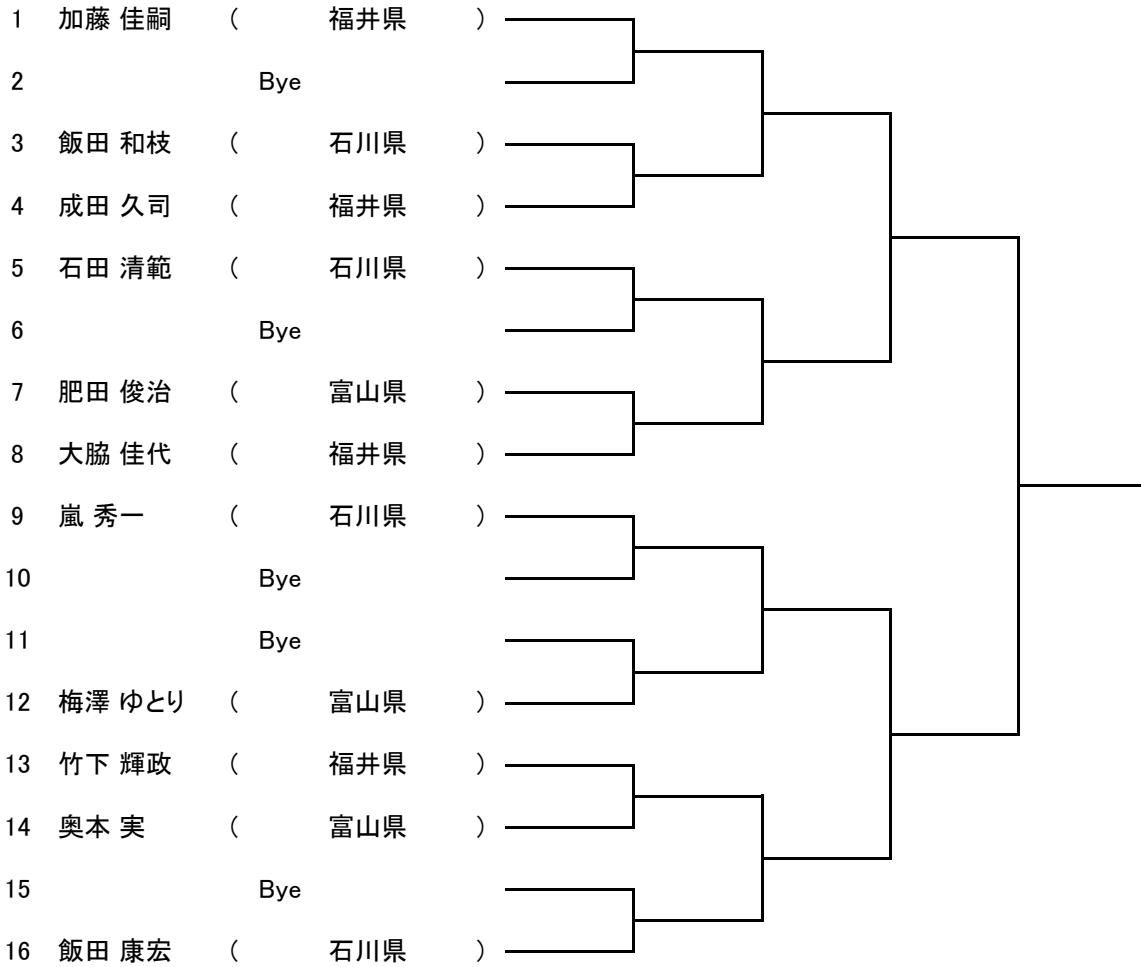 1 加藤 佳嗣 ( 福井県 )
2 Bye
3 飯田 和枝 ( 石川県 )
4 成田 久司 ( 福井県 )
5 石田 清範 ( 石川県 )
6 Bye
7 肥田 俊治 ( 富山県 )
8 大脇 佳代 ( 福井県 )
9 嵐 秀一 ( 石川県 )
10 Bye
11 Bye
12 梅澤 ゆとり ( 富山県 )
13 竹下 輝政 ( 福井県 )
14 奥本 実 ( 富山県 )
15 Bye
16 飯田 康宏 ( 石川県 )